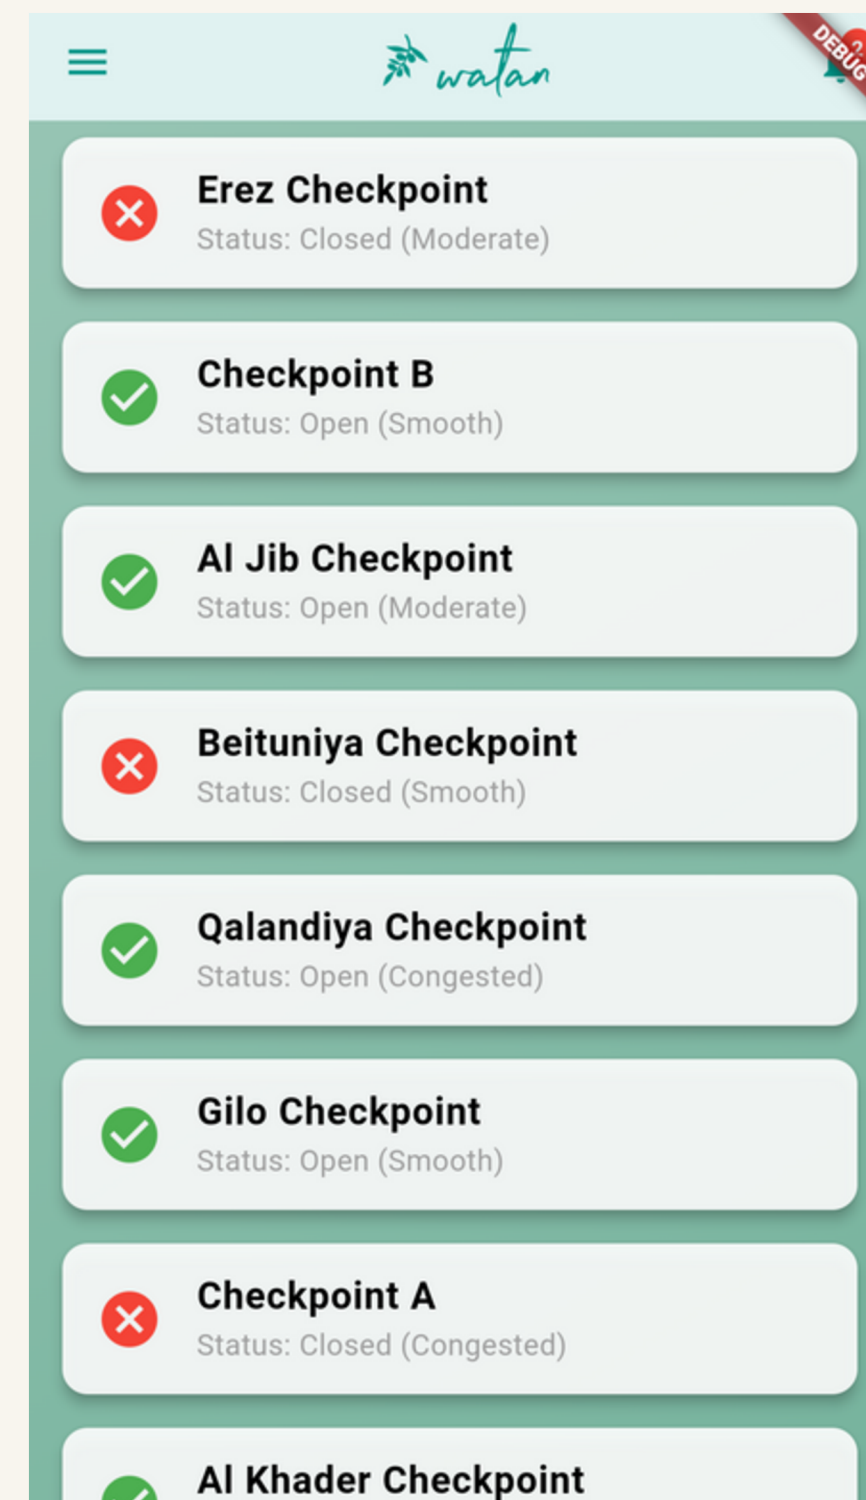 watan
DEBUG
2
Erez Checkpoint
Status: Closed (Moderate)
Checkpoint B
Status: Open (Smooth)
Al Jib Checkpoint
Status: Open (Moderate)
Beituniya Checkpoint
Status: Closed (Smooth)
Qalandiya Checkpoint
Status: Open (Congested)
Gilo Checkpoint
Status: Open (Smooth)
Checkpoint A
Status: Closed (Congested)
Al Khader Checkpoint